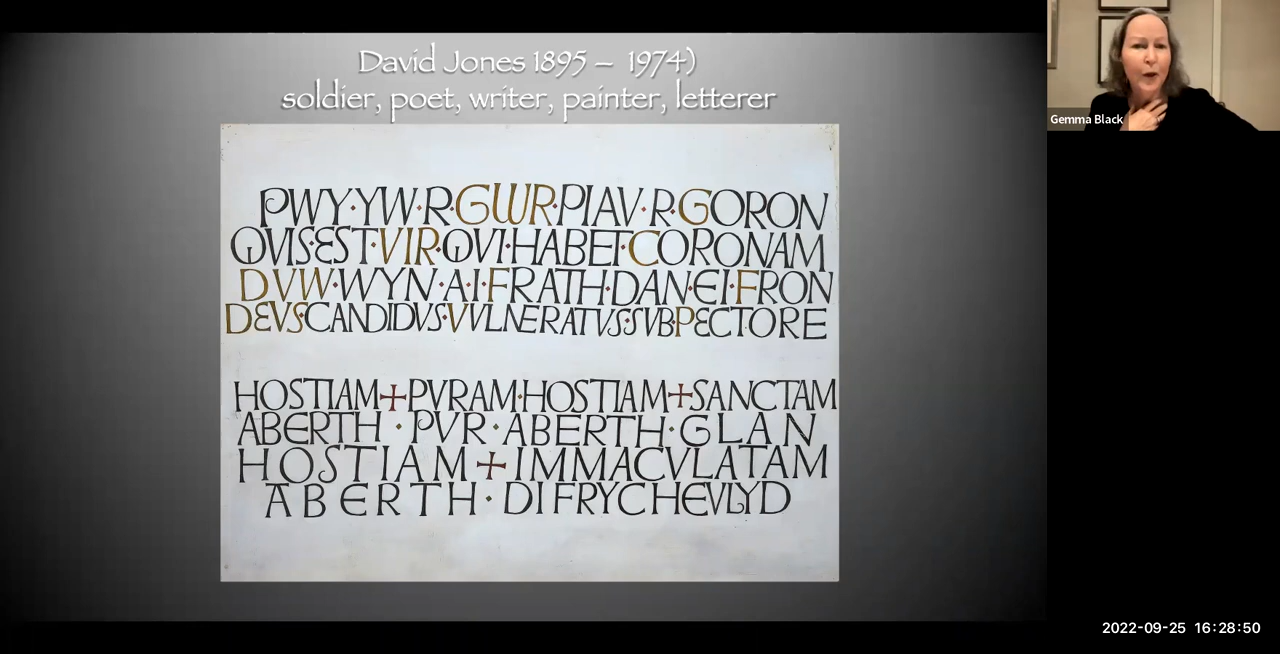 David Jones 1895 – 1974)
soldier, poet, writer, painter, letterer
PWY·YW·R·GWR·PIAV·R·GORON
QVIS·EST·VIR·QVI·HABET·CORONAM
DVW·WYN·A·I·FRATH·DAN·EI·FRON
DEVS·CANDIDVS·VVLNERATVS·SVB·PECTORE
HOSTIAM+PVRAM·HOSTIAM+SANCTAM
ABERTH·PVR·ABERTH·GLAN
HOSTIAM+IMMACVLATAM
ABERTH·DIFRYCHEVLYD
Gemma Black
2022-09-25 16:28:50